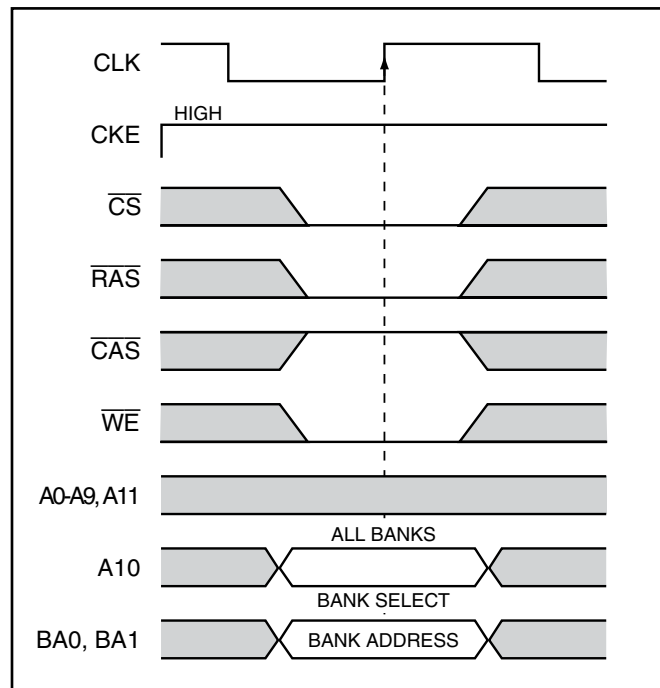 CLK
CKE HIGH
CS
RAS
CAS
WE
A0-A9, A11
ALL BANKS
A10
BANK SELECT
BA0, BA1 BANK ADDRESS